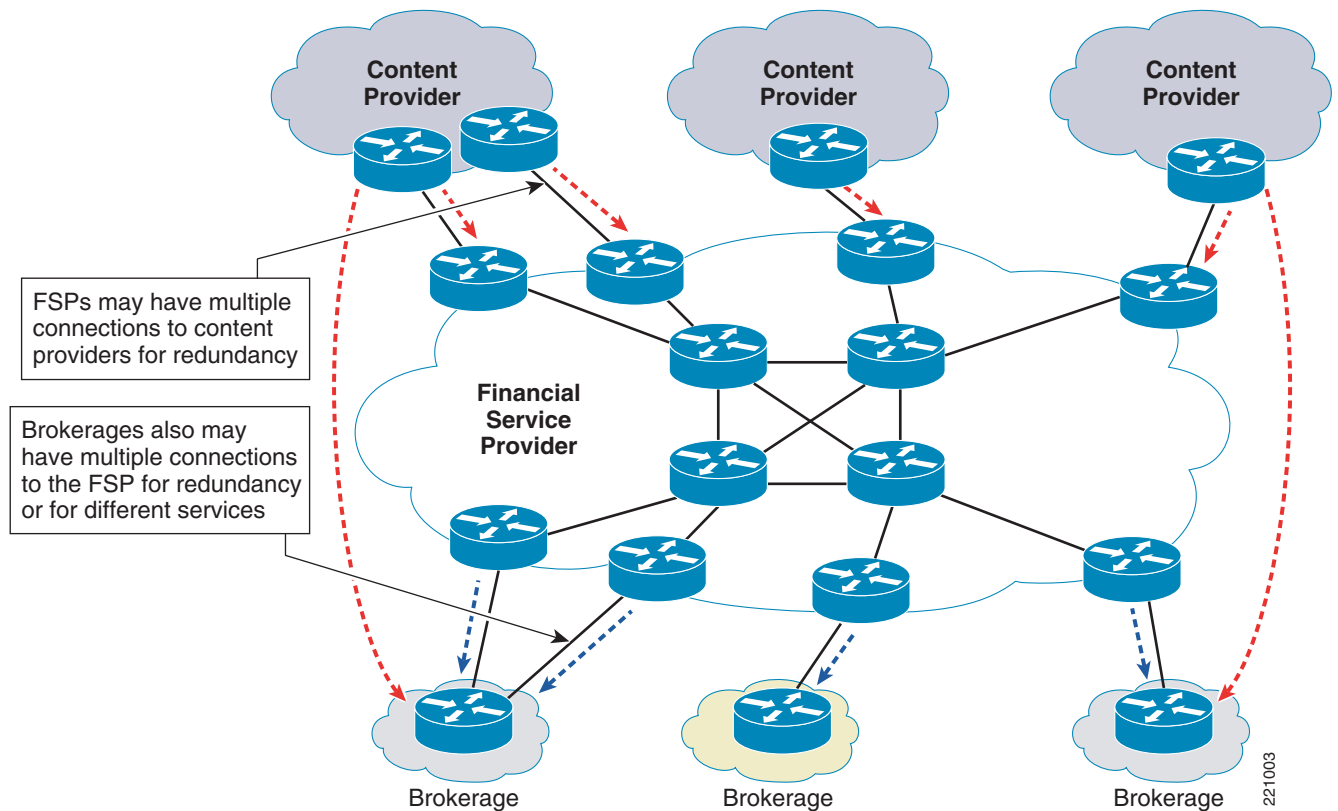 Content
Provider
Content
Provider
Content
Provider
FSPs may have multiple
connections to content
providers for redundancy
Financial
Service
Provider
Brokerages also may
have multiple connections
to the FSP for redundancy
or for different services
Brokerage
Brokerage
Brokerage
221003